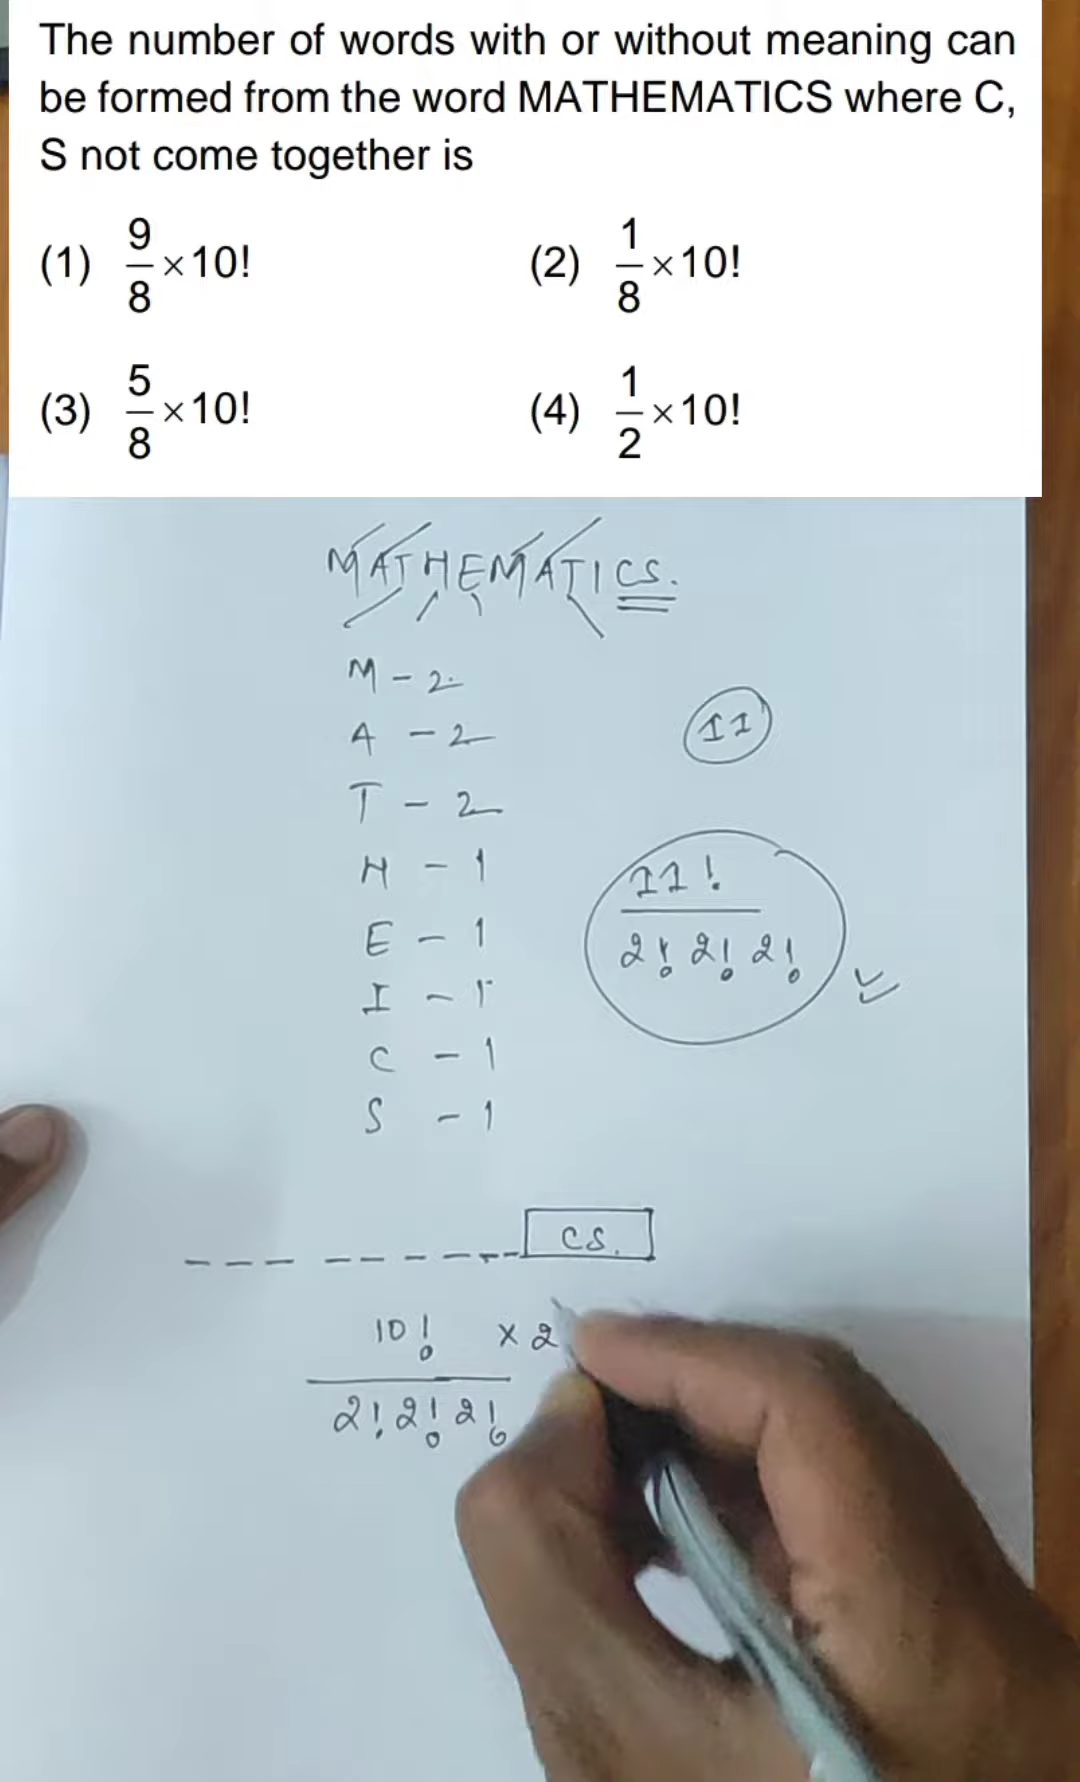 The number of words with or without meaning can
be formed from the word MATHEMATICS where C,
S not come together is
(1) 9/8 × 10! (2) 1/8 × 10!
(3) 5/8 × 10! (4) 1/2 × 10!
MATHEMATICS.
M - 2
A - 2
T - 2
H - 1
E - 1
I - 1
C - 1
S - 1
11
11!
2! 2! 2!
CS.
10! × 2
2! 2! 2!